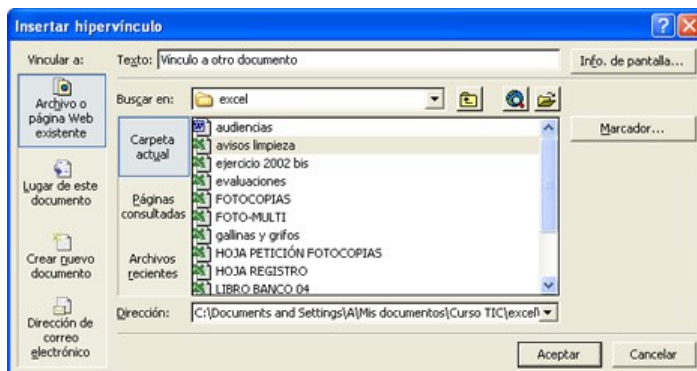 Insertar hipervínculo
Vincular a:
Texto: Vínculo a otro documento
Info. de pantalla...
Archivo o
página Web
existente
Buscar en: excel
Carpeta
actual
audiencias
avisos limpieza
ejercicio 2002 bis
evaluaciones
FOTOCOPIAS
FOTO-MULTI
gallinas y grifos
HOJA PETICIÓN FOTOCOPIAS
HOJA REGISTRO
LIBRO BANCO 04
Marcador...
Lugar de este
documento
Páginas
consultadas
Crear nuevo
documento
Archivos
recientes
Dirección de
correo
electrónico
Dirección: C:\Documents and Settings\A\Mis documentos\Curso TIC\excel\
Aceptar
Cancelar